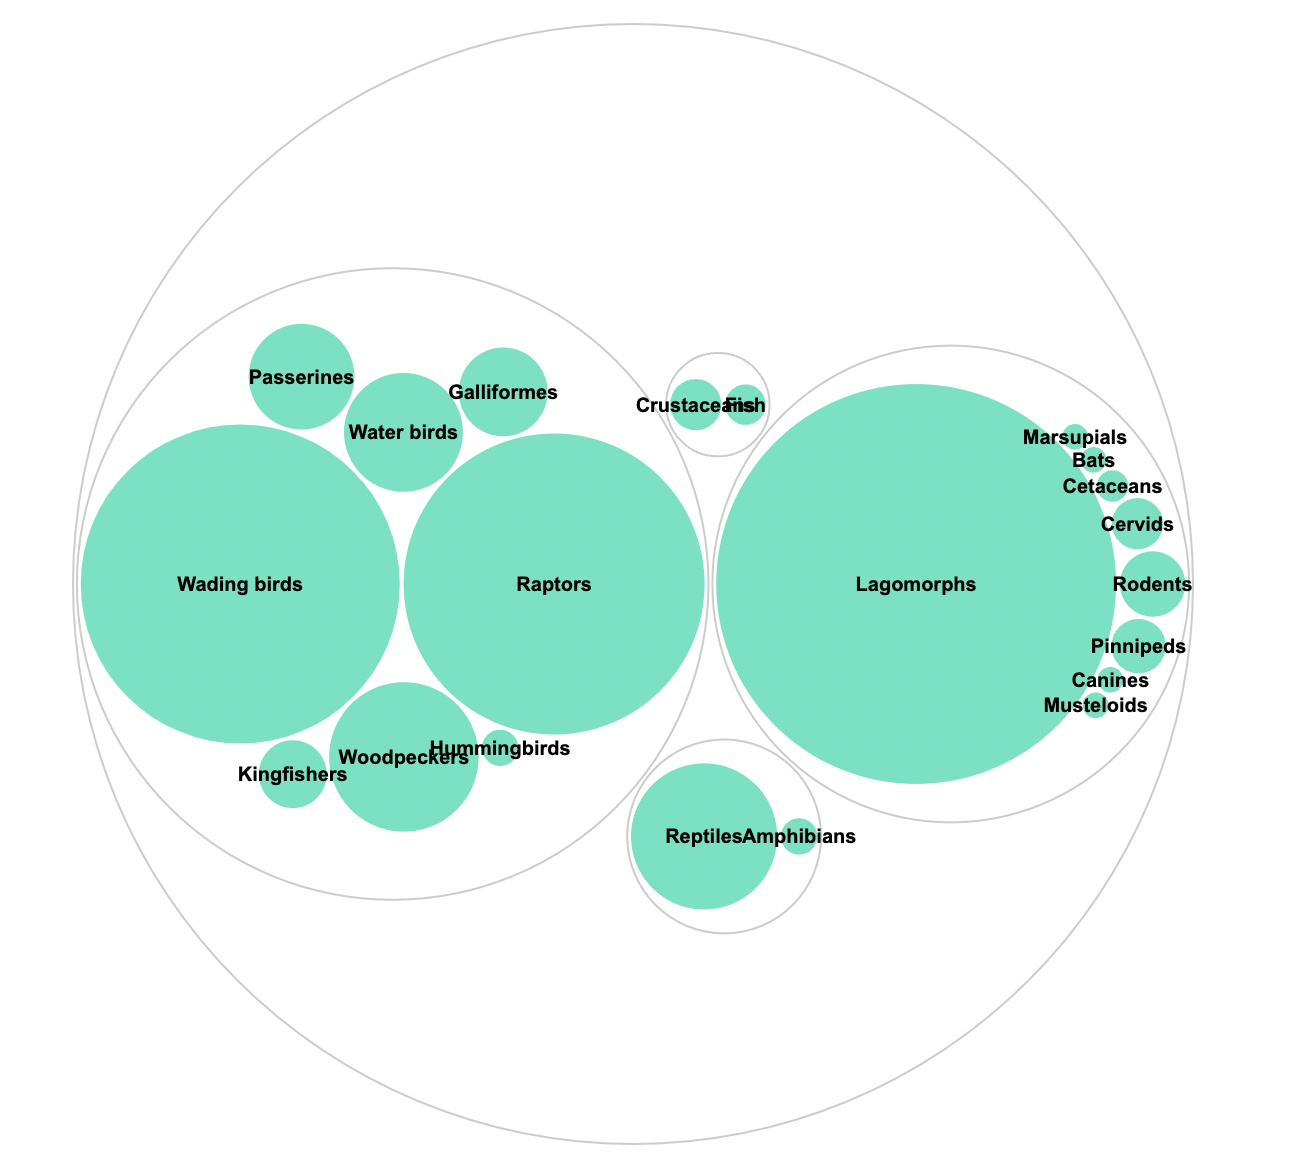 Passerines
Galliformes
Water birds
Wading birds
Raptors
Woodpeckers
Hummingbirds
Kingfishers
Crustaceans
Fish
Reptiles
Amphibians
Lagomorphs
Marsupials
Bats
Cetaceans
Cervids
Rodents
Pinnipeds
Canines
Musteloids